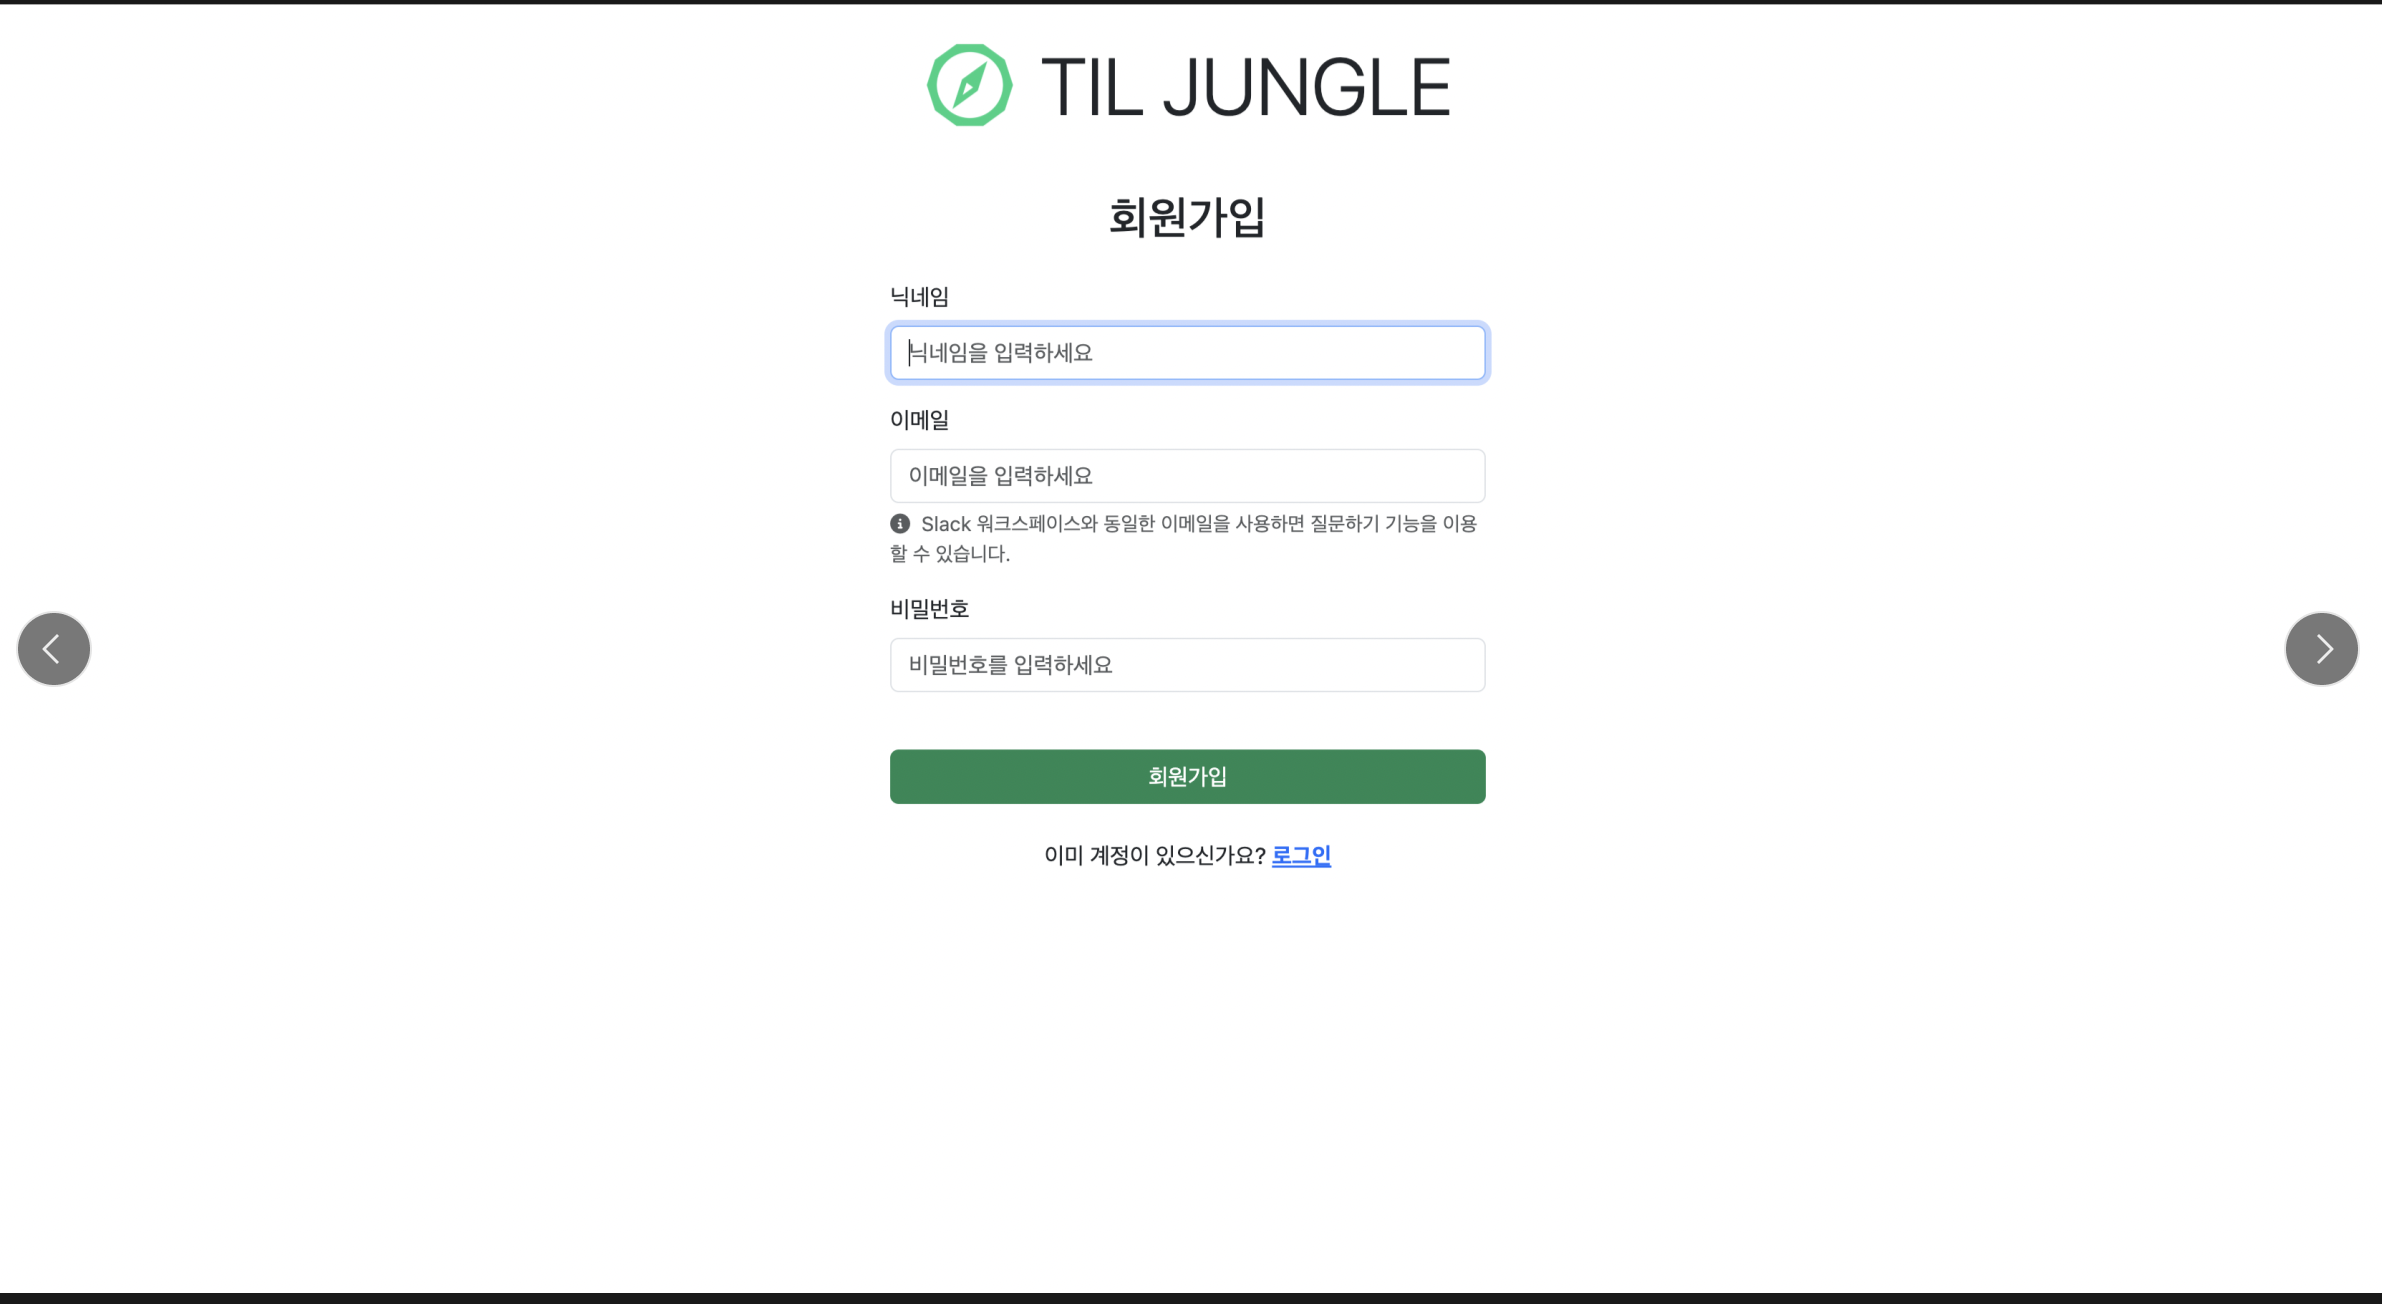 TIL JUNGLE
회원가입
닉네임
닉네임을 입력하세요
이메일
이메일을 입력하세요
Slack 워크스페이스와 동일한 이메일을 사용하면 질문하기 기능을 이용
할 수 있습니다.
비밀번호
비밀번호를 입력하세요
회원가입
이미 계정이 있으신가요? 로그인